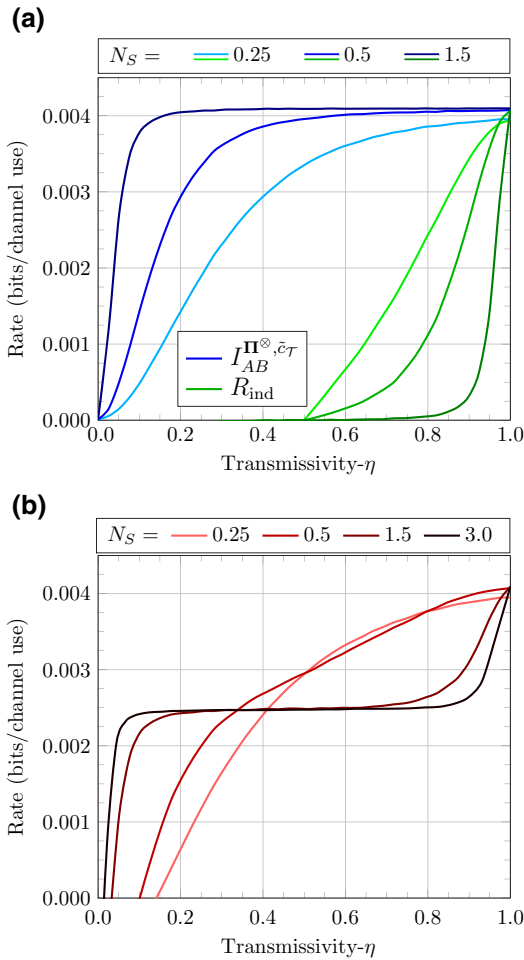 (a)
N_S = 0.25 0.5 1.5
Rate (bits/channel use)
0.004
0.003
0.002
0.001
0.000
I_{AB}^{Π^⊗, c̃_𝒯}
R_ind
0.0 0.2 0.4 0.6 0.8 1.0
Transmissivity-η
(b)
N_S = 0.25 0.5 1.5 3.0
Rate (bits/channel use)
0.004
0.003
0.002
0.001
0.000
0.0 0.2 0.4 0.6 0.8 1.0
Transmissivity-η